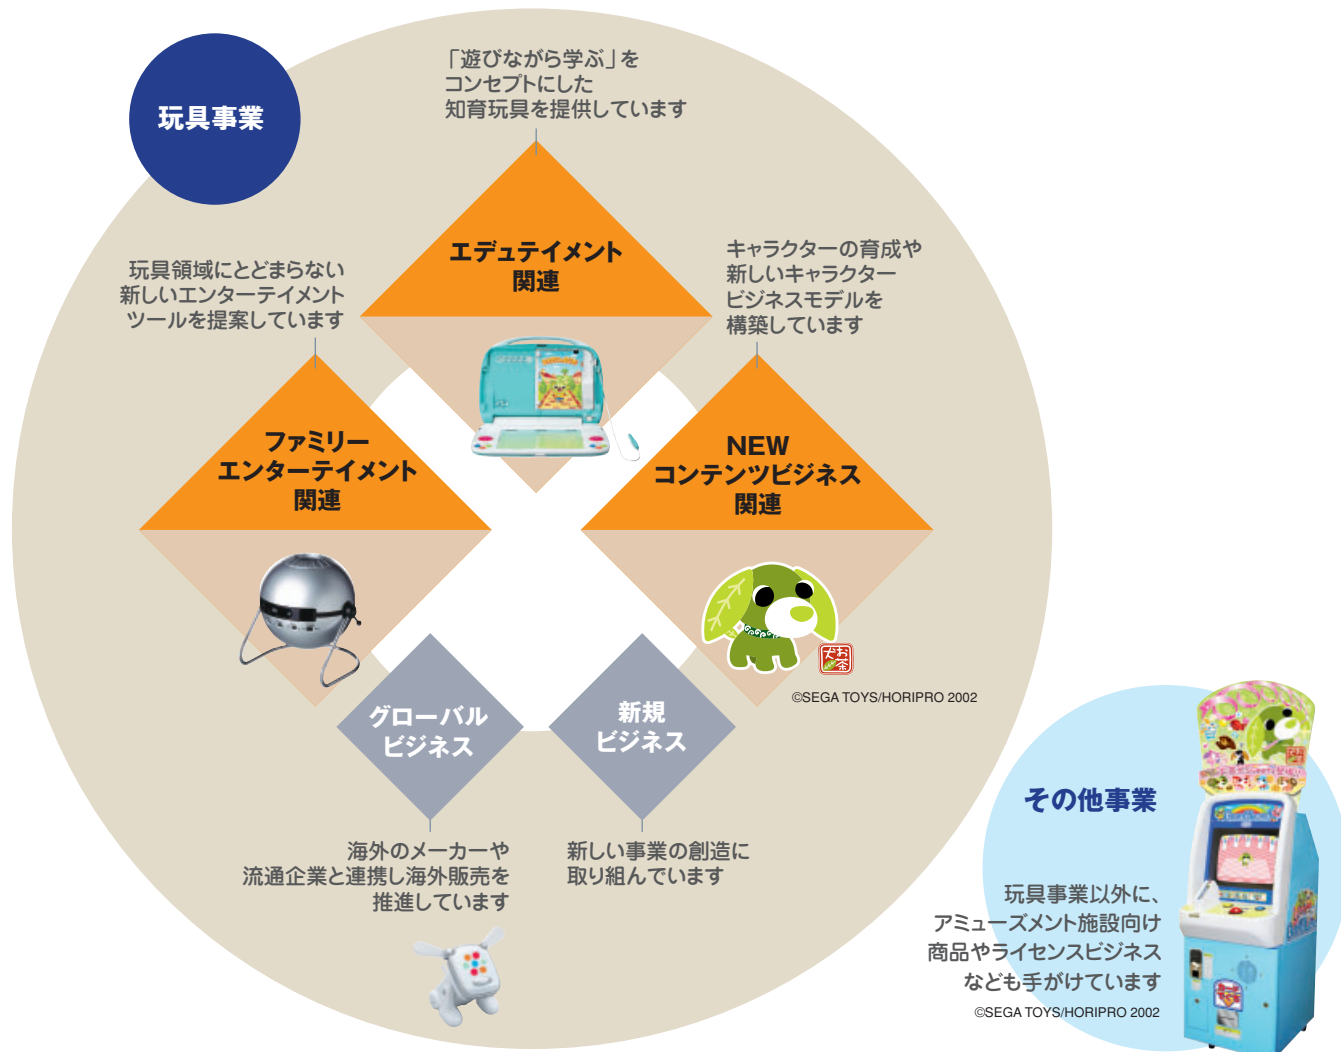 玩具事業
「遊びながら学ぶ」を
コンセプトにした
知育玩具を提供しています
エデュテイメント
関連
玩具領域にとどまらない
新しいエンターテイメント
ツールを提案しています
キャラクターの育成や
新しいキャラクター
ビジネスモデルを
構築しています
ファミリー
エンターテイメント
関連
NEW
コンテンツビジネス
関連
お茶
犬
©SEGA TOYS/HORIPRO 2002
グローバル
ビジネス
新規
ビジネス
海外のメーカーや
流通企業と連携し海外販売を
推進しています
新しい事業の創造に
取り組んでいます
その他事業
玩具事業以外に、
アミューズメント施設向け
商品やライセンスビジネス
なども手がけています
©SEGA TOYS/HORIPRO 2002